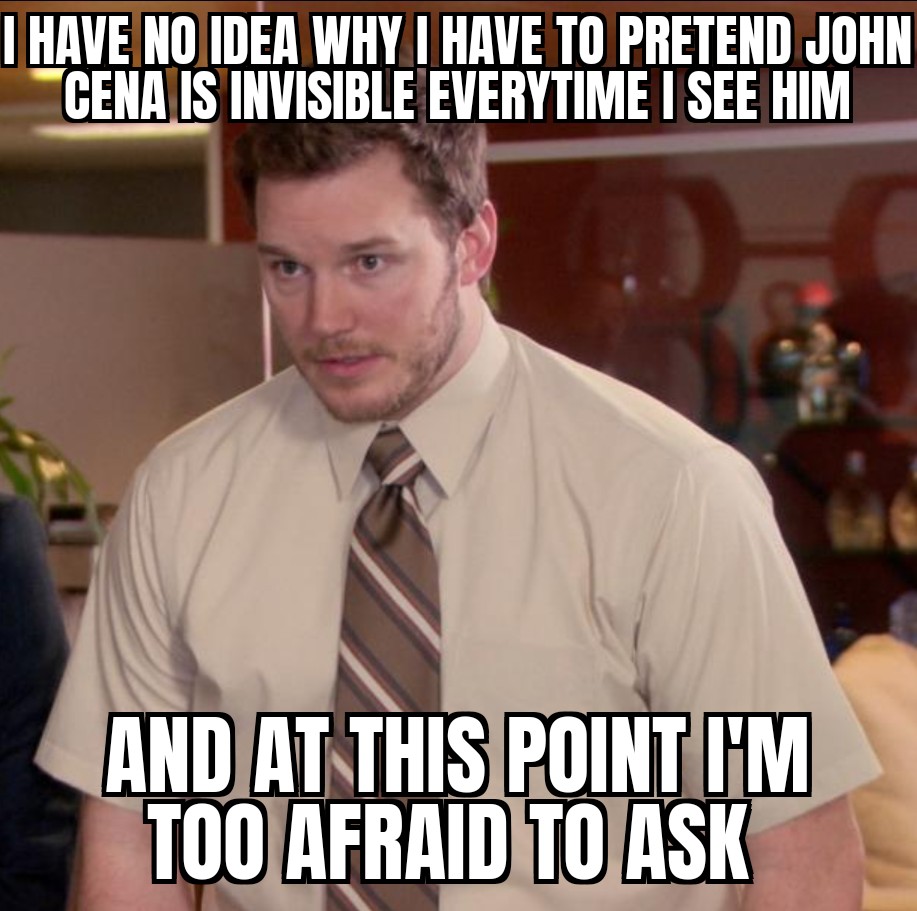 I HAVE NO IDEA WHY I HAVE TO PRETEND JOHN
CENA IS INVISIBLE EVERYTIME I SEE HIM
AND AT THIS POINT I'M
TOO AFRAID TO ASK